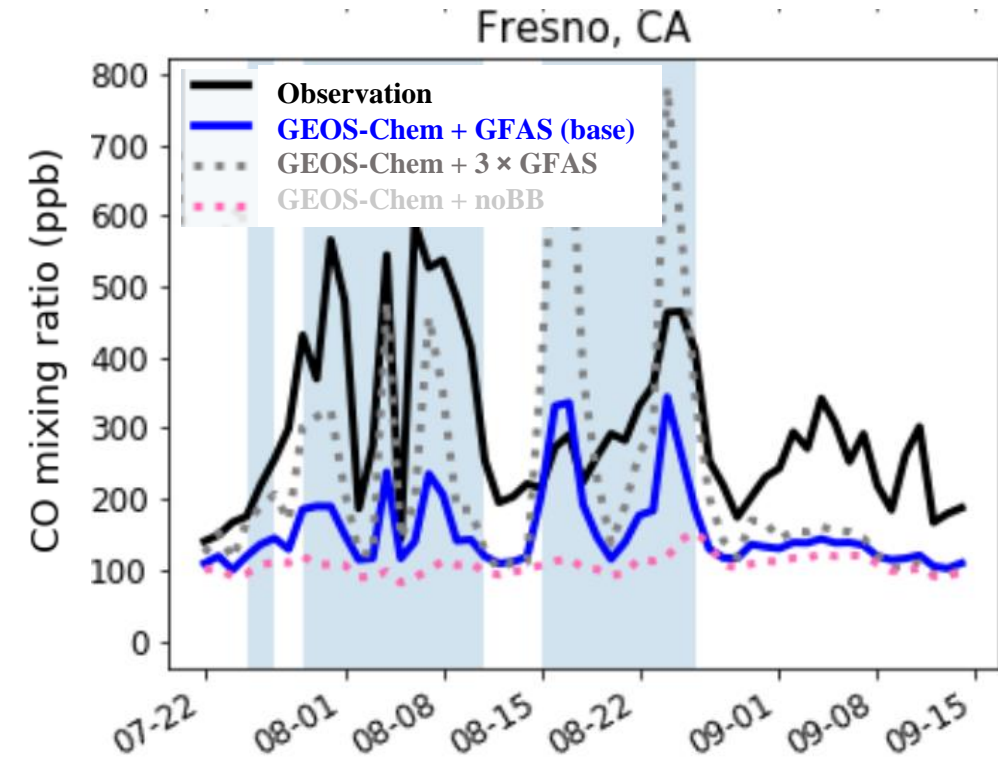 Fresno, CA
CO mixing ratio (ppb)
800
700
600
500
400
300
200
100
0
Observation
GEOS-Chem + GFAS (base)
GEOS-Chem + 3 × GFAS
GEOS-Chem + noBB
07-22
08-01
08-08
08-15
08-22
09-01
09-08
09-15